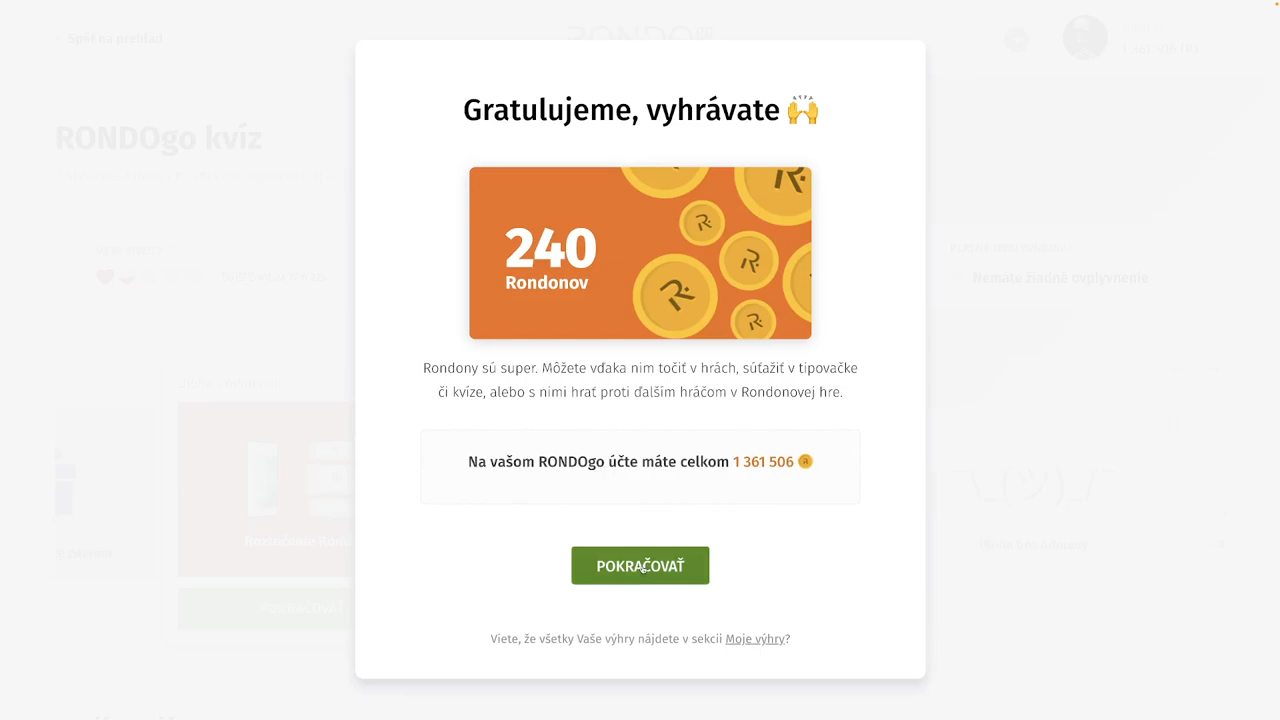 Späť na prehľad
RONDOgo
Gratulujeme, vyhrávate 🙌
RONDOgo kvíz
240
Rondonov
Nemáte žiadné ovplyvnenie
Rondony sú super. Môžete vďaka nim točiť v hrách, súťažiť v tipovačke
či kvíze, alebo s nimi hrať proti ďalším hráčom v Rondonovej hre.
Na vašom RONDOgo účte máte celkom 1 361 506
POKRAČOVAŤ
Viete, že všetky Vaše výhry nájdete v sekcii Moje výhry?